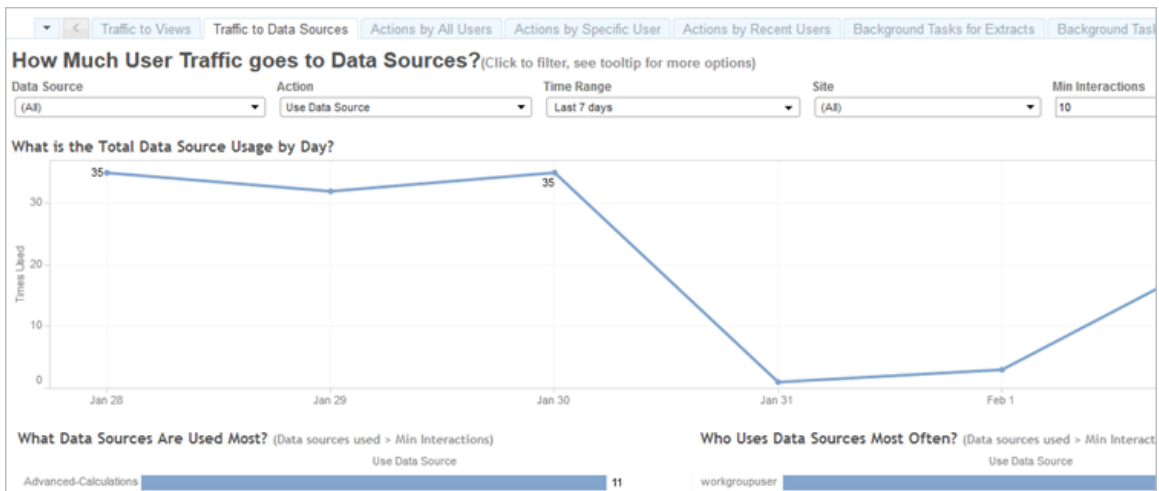 Traffic to Views Traffic to Data Sources Actions by All Users Actions by Specific User Actions by Recent Users Background Tasks for Extracts Background
How Much User Traffic goes to Data Sources?(Click to filter, see tooltip for more options)
Data Source Action Time Range Site Min Interactions
(All) Use Data Source Last 7 days (All) 10
What is the Total Data Source Usage by Day?
35
35
30
20
Times Used
10
0
Jan 28 Jan 29 Jan 30 Jan 31 Feb 1
What Data Sources Are Used Most? (Data sources used > Min Interactions) Who Uses Data Sources Most Often? (Data sources used > Min
Use Data Source Use Data Source
Advanced-Calculations 11 workgroupuser